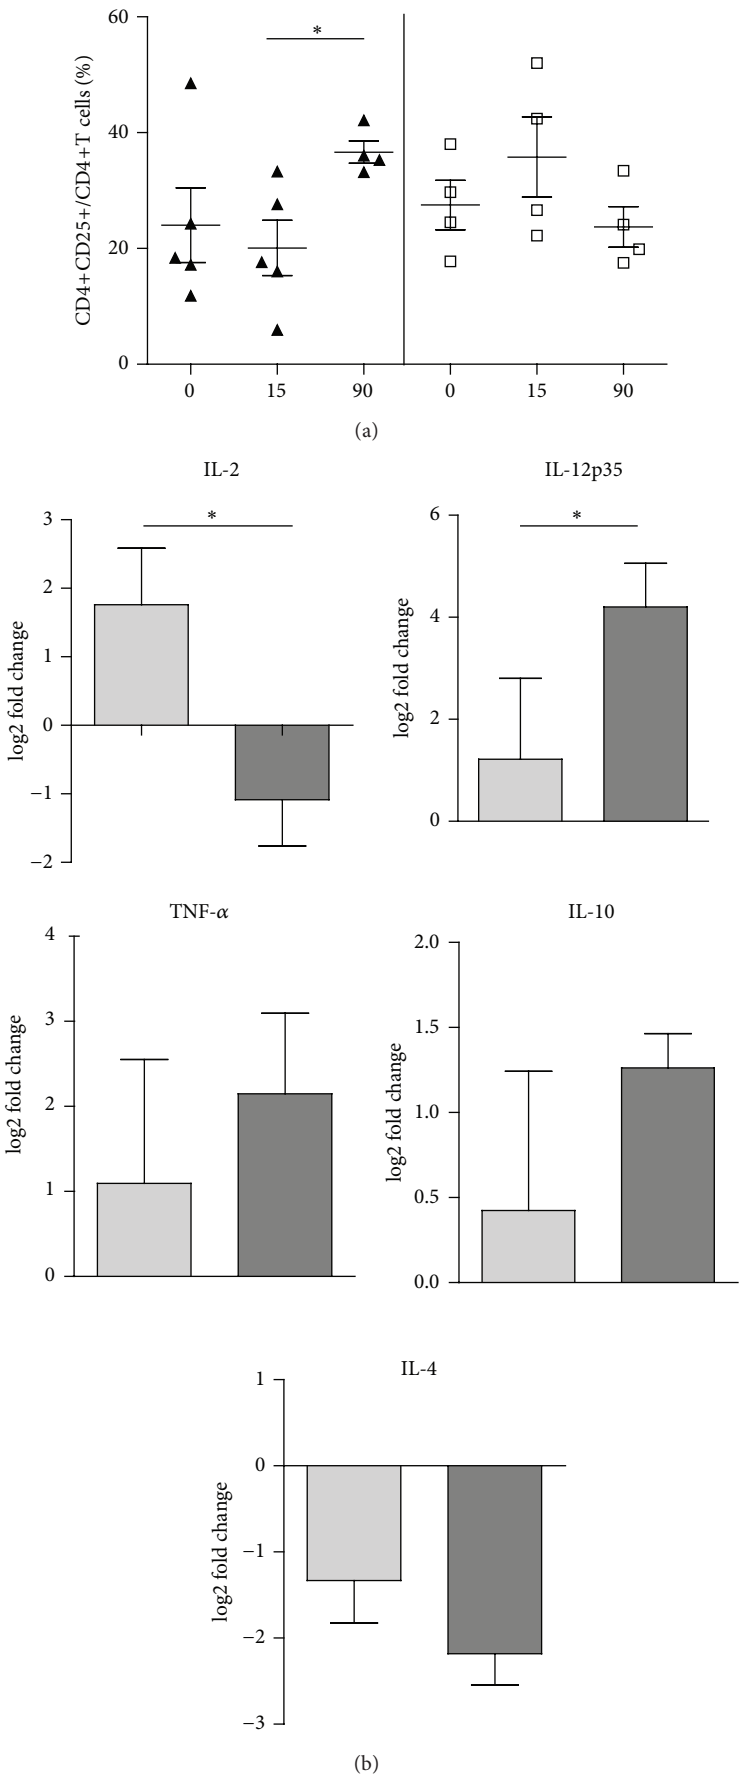 60
40
20
0
CD4+CD25+/CD4+T cells (%)
*
0 15 90 0 15 90
(a)
IL-2
3
2
1
0
−1
−2
log2 fold change
*
IL-12p35
6
4
2
0
log2 fold change
*
TNF-α
4
3
2
1
0
log2 fold change
IL-10
2.0
1.5
1.0
0.5
0.0
log2 fold change
IL-4
1
0
−1
−2
−3
log2 fold change
(b)